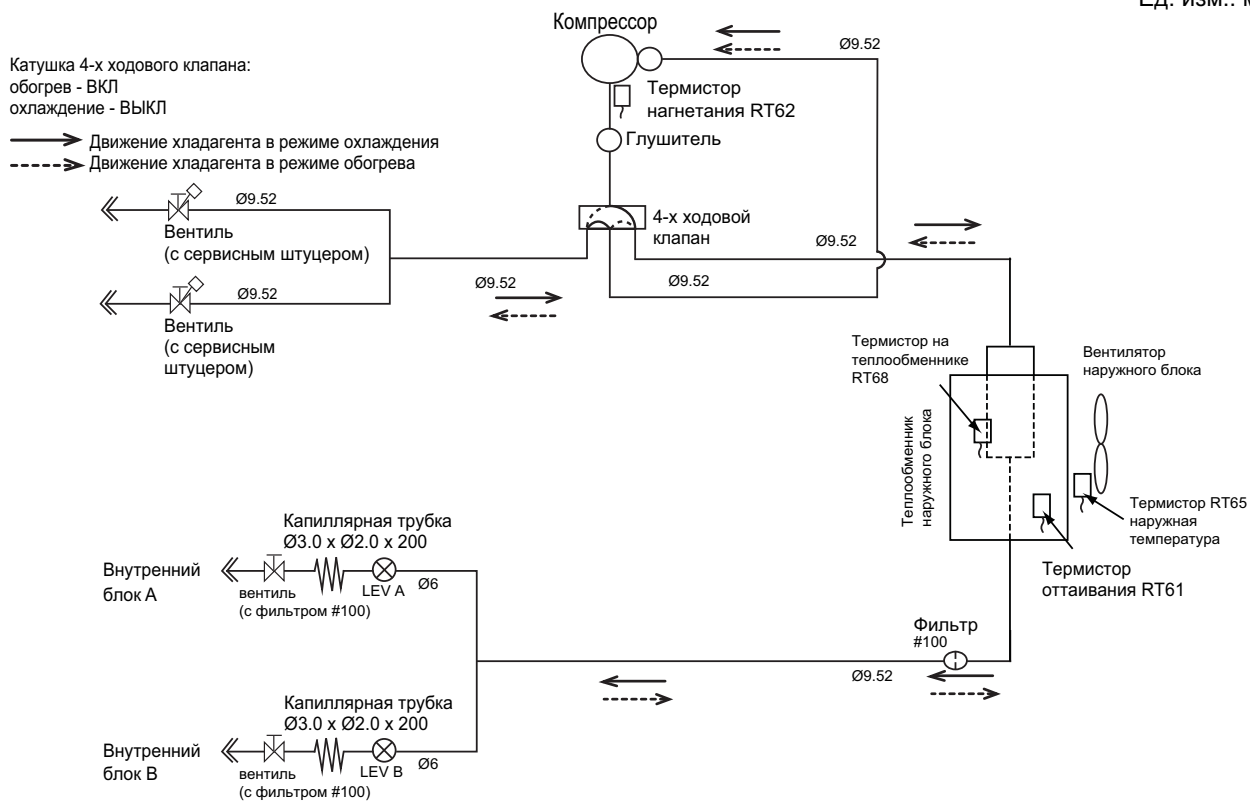 Ед. изм.:
Компрессор
Ø9.52
Катушка 4-х ходового клапана:
обогрев - ВКЛ
охлаждение - ВЫКЛ
Термистор
нагнетания RT62
Движение хладагента в режиме охлаждения
Движение хладагента в режиме обогрева
Глушитель
Ø9.52
Вентиль
(с сервисным штуцером)
4-х ходовой
клапан
Ø9.52
Ø9.52
Ø9.52
Ø9.52
Вентиль
(с сервисным
штуцером)
Термистор на
теплообменнике
RT68
Вентилятор
наружного блока
Теплообменник
наружного блока
Термистор RT65
наружная
температура
Термистор
оттаивания RT61
Капиллярная трубка
Ø3.0 x Ø2.0 x 200
Внутренний
блок A
вентиль
(с фильтром #100)
LEV A
Ø6
Фильтр
#100
Ø9.52
Капиллярная трубка
Ø3.0 x Ø2.0 x 200
Внутренний
блок B
вентиль
(с фильтром #100)
LEV B
Ø6